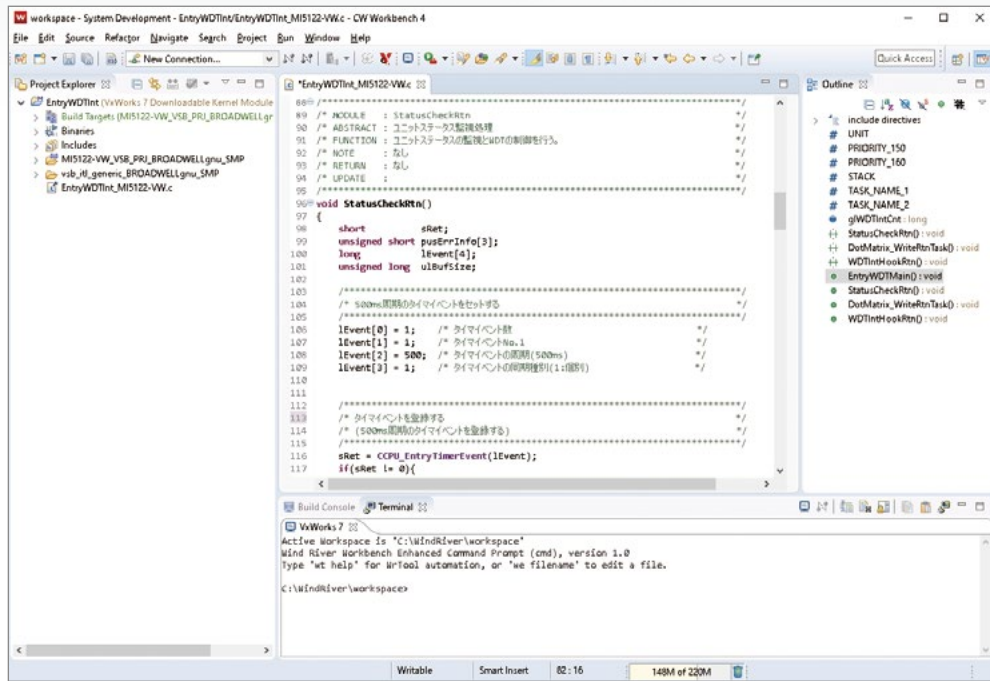 workspace - System Development - EntryWDTInt/EntryWDTInt_MI5122-VW.c - CW Workbench 4
File Edit Source Refactor Navigate Search Project Run Window Help
New Connection...
Quick Access
Project Explorer
EntryWDTInt (VxWorks 7 Downloadable Kernel Module
Build Targets (MI5122-VW_VSB_PRJ_BROADWELLgr
Binaries
Includes
MI5122-VW_VSB_PRJ_BROADWELLgnu_SMP
vsb_itl_generic_BROADWELLgnu_SMP
EntryWDTInt_MI5122-VW.c
*EntryWDTInt_MI5122-VW.c
88 /****************************************************************************/
89 /* MODULE : StatusCheckRtn */
90 /* ABSTRACT : ユニットステータス監視処理 */
91 /* FUNCTION : ユニットステータスの監視とWDTの制御を行う。 */
92 /* NOTE : なし */
93 /* RETURN : なし */
94 /* UPDATE : */
95 /****************************************************************************/
96 void StatusCheckRtn()
97 {
98 short sRet;
99 unsigned short pusErrInfo[3];
100 long lEvent[4];
101 unsigned long ulBufSize;
102
103 /************************************************************************/
104 /* 500ms周期のタイマイベントをセットする */
105 /************************************************************************/
106 lEvent[0] = 1; /* タイマイベント数 */
107 lEvent[1] = 1; /* タイマイベントNo.1 */
108 lEvent[2] = 500; /* タイマイベントの周期(500ms) */
109 lEvent[3] = 1; /* タイマイベントの同期種別(1:個別) */
110
111
112 /************************************************************************/
113 /* タイマイベントを登録する */
114 /* (500ms周期のタイマイベントを登録する) */
115 /************************************************************************/
116 sRet = CCPU_EntryTimerEvent(lEvent);
117 if(sRet != 0){
Outline
include directives
UNIT
PRIORITY_150
PRIORITY_160
STACK
TASK_NAME_1
TASK_NAME_2
glWDTIntCnt : long
StatusCheckRtn() : void
DotMatrix_WriteRtnTask() : void
WDTIntHookRtn() : void
EntryWDTMain() : void
StatusCheckRtn() : void
DotMatrix_WriteRtnTask() : void
WDTIntHookRtn() : void
Build Console Terminal
VxWorks 7
Active Workspace is "C:\WindRiver\workspace"
Wind River Workbench Enhanced Command Prompt (cmd), version 1.0
Type 'wt help' for WrTool automation, or 'we filename' to edit a file.
C:\WindRiver\workspace>
Writable Smart Insert 82 : 16 148M of 220M